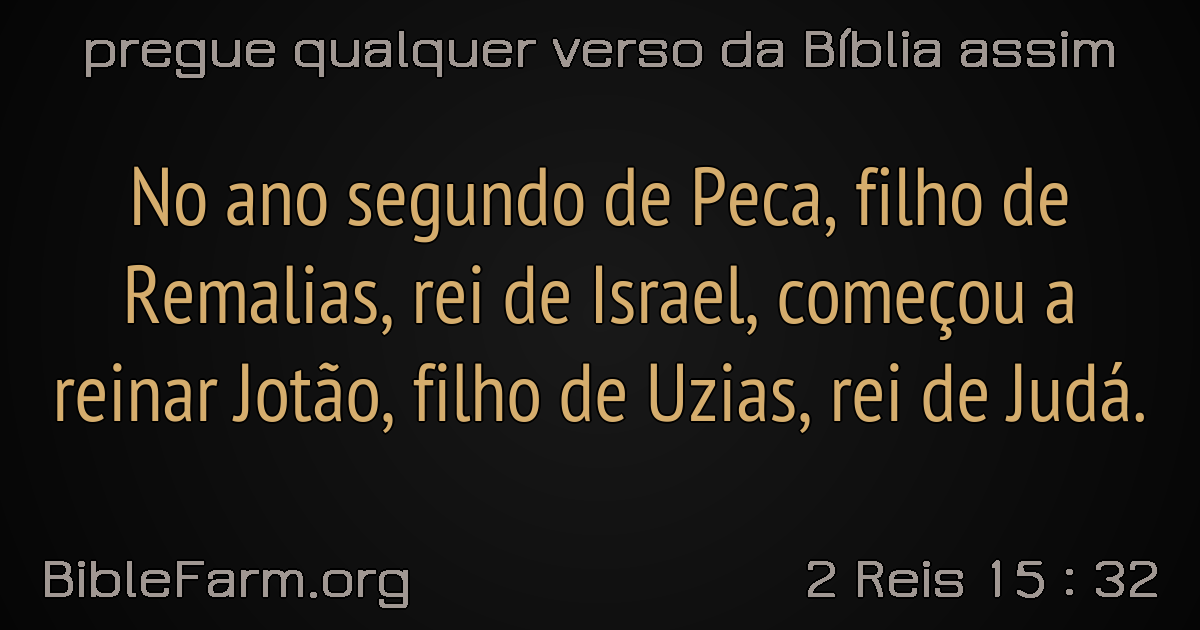 pregue qualquer verso da Bíblia assim
No ano segundo de Peca, filho de
Remalias, rei de Israel, começou a
reinar Jotão, filho de Uzias, rei de Judá.
BibleFarm.org
2 Reis 15 : 32